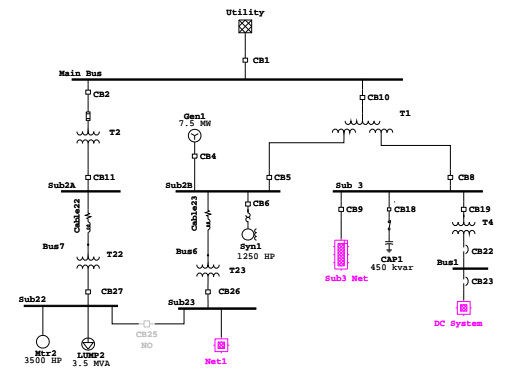 Utility
CB1
Main Bus
CB2
CB10
T1
Gen1
7.5 MW
T2
CB4
CB11
CB5
CB8
Sub2A
Sub2B
Sub 3
Cable22
Cable23
CB6
CB9
CB18
CB19
T4
Syn1
1250 HP
Bus7
Bus6
CAP1
450 kvar
CB22
Bus1
T22
T23
Sub3 Net
CB23
CB27
CB26
Sub22
Sub23
DC System
CB25
NO
Mtr2
3500 HP
LUMP2
3.5 MVA
Net1